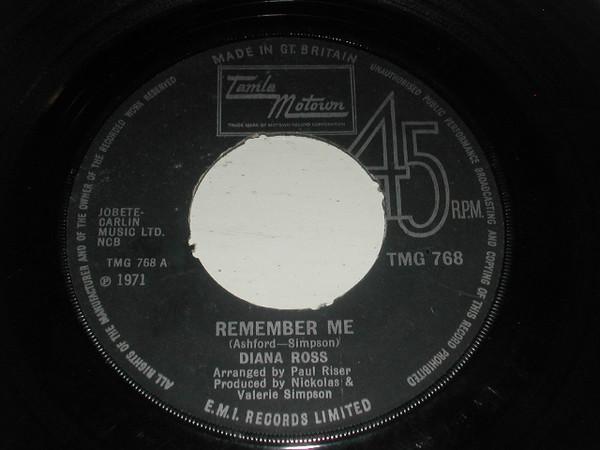 MADE IN GT. BRITAIN
Tamla
Motown
TRADE MARK OF MOTOWN RECORD CORPORATION
UNAUTHORISED PUBLIC PERFORMANCE BROADCASTING AND COPYING OF THIS RECORD PROHIBITED
ALL RIGHTS OF THE MANUFACTURER AND OF THE OWNER OF THE RECORDED WORK RESERVED
45
R.P.M.
JOBETE-
CARLIN
MUSIC LTD.
NCB
TMG 768 A
℗ 1971
TMG 768
REMEMBER ME
(Ashford—Simpson)
DIANA ROSS
Arranged by Paul Riser
Produced by Nickolas &
Valerie Simpson
E.M.I. RECORDS LIMITED